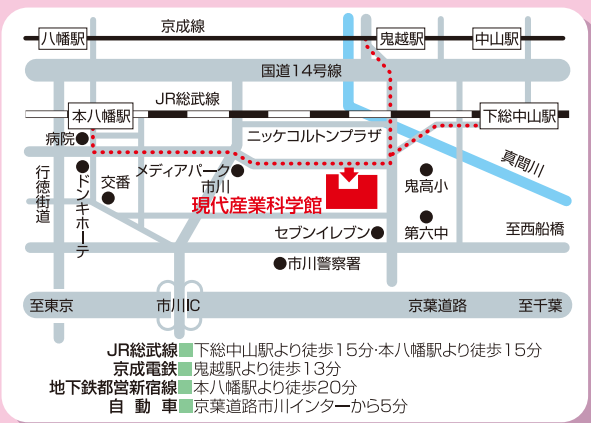 京成線
八幡駅
鬼越駅
中山駅
国道14号線
JR総武線
本八幡駅
下総中山駅
病院
ニッケコルトンプラザ
真間川
行徳街道
ドンキホーテ
交番
メディアパーク
市川
鬼高小
現代産業科学館
セブンイレブン
第六中
至西船橋
市川警察署
至東京
市川IC
京葉道路
至千葉
JR総武線■下総中山駅より徒歩15分・本八幡駅より徒歩15分
京成電鉄■鬼越駅より徒歩13分
地下鉄都営新宿線■本八幡駅より徒歩20分
自動車■京葉道路市川インターから5分